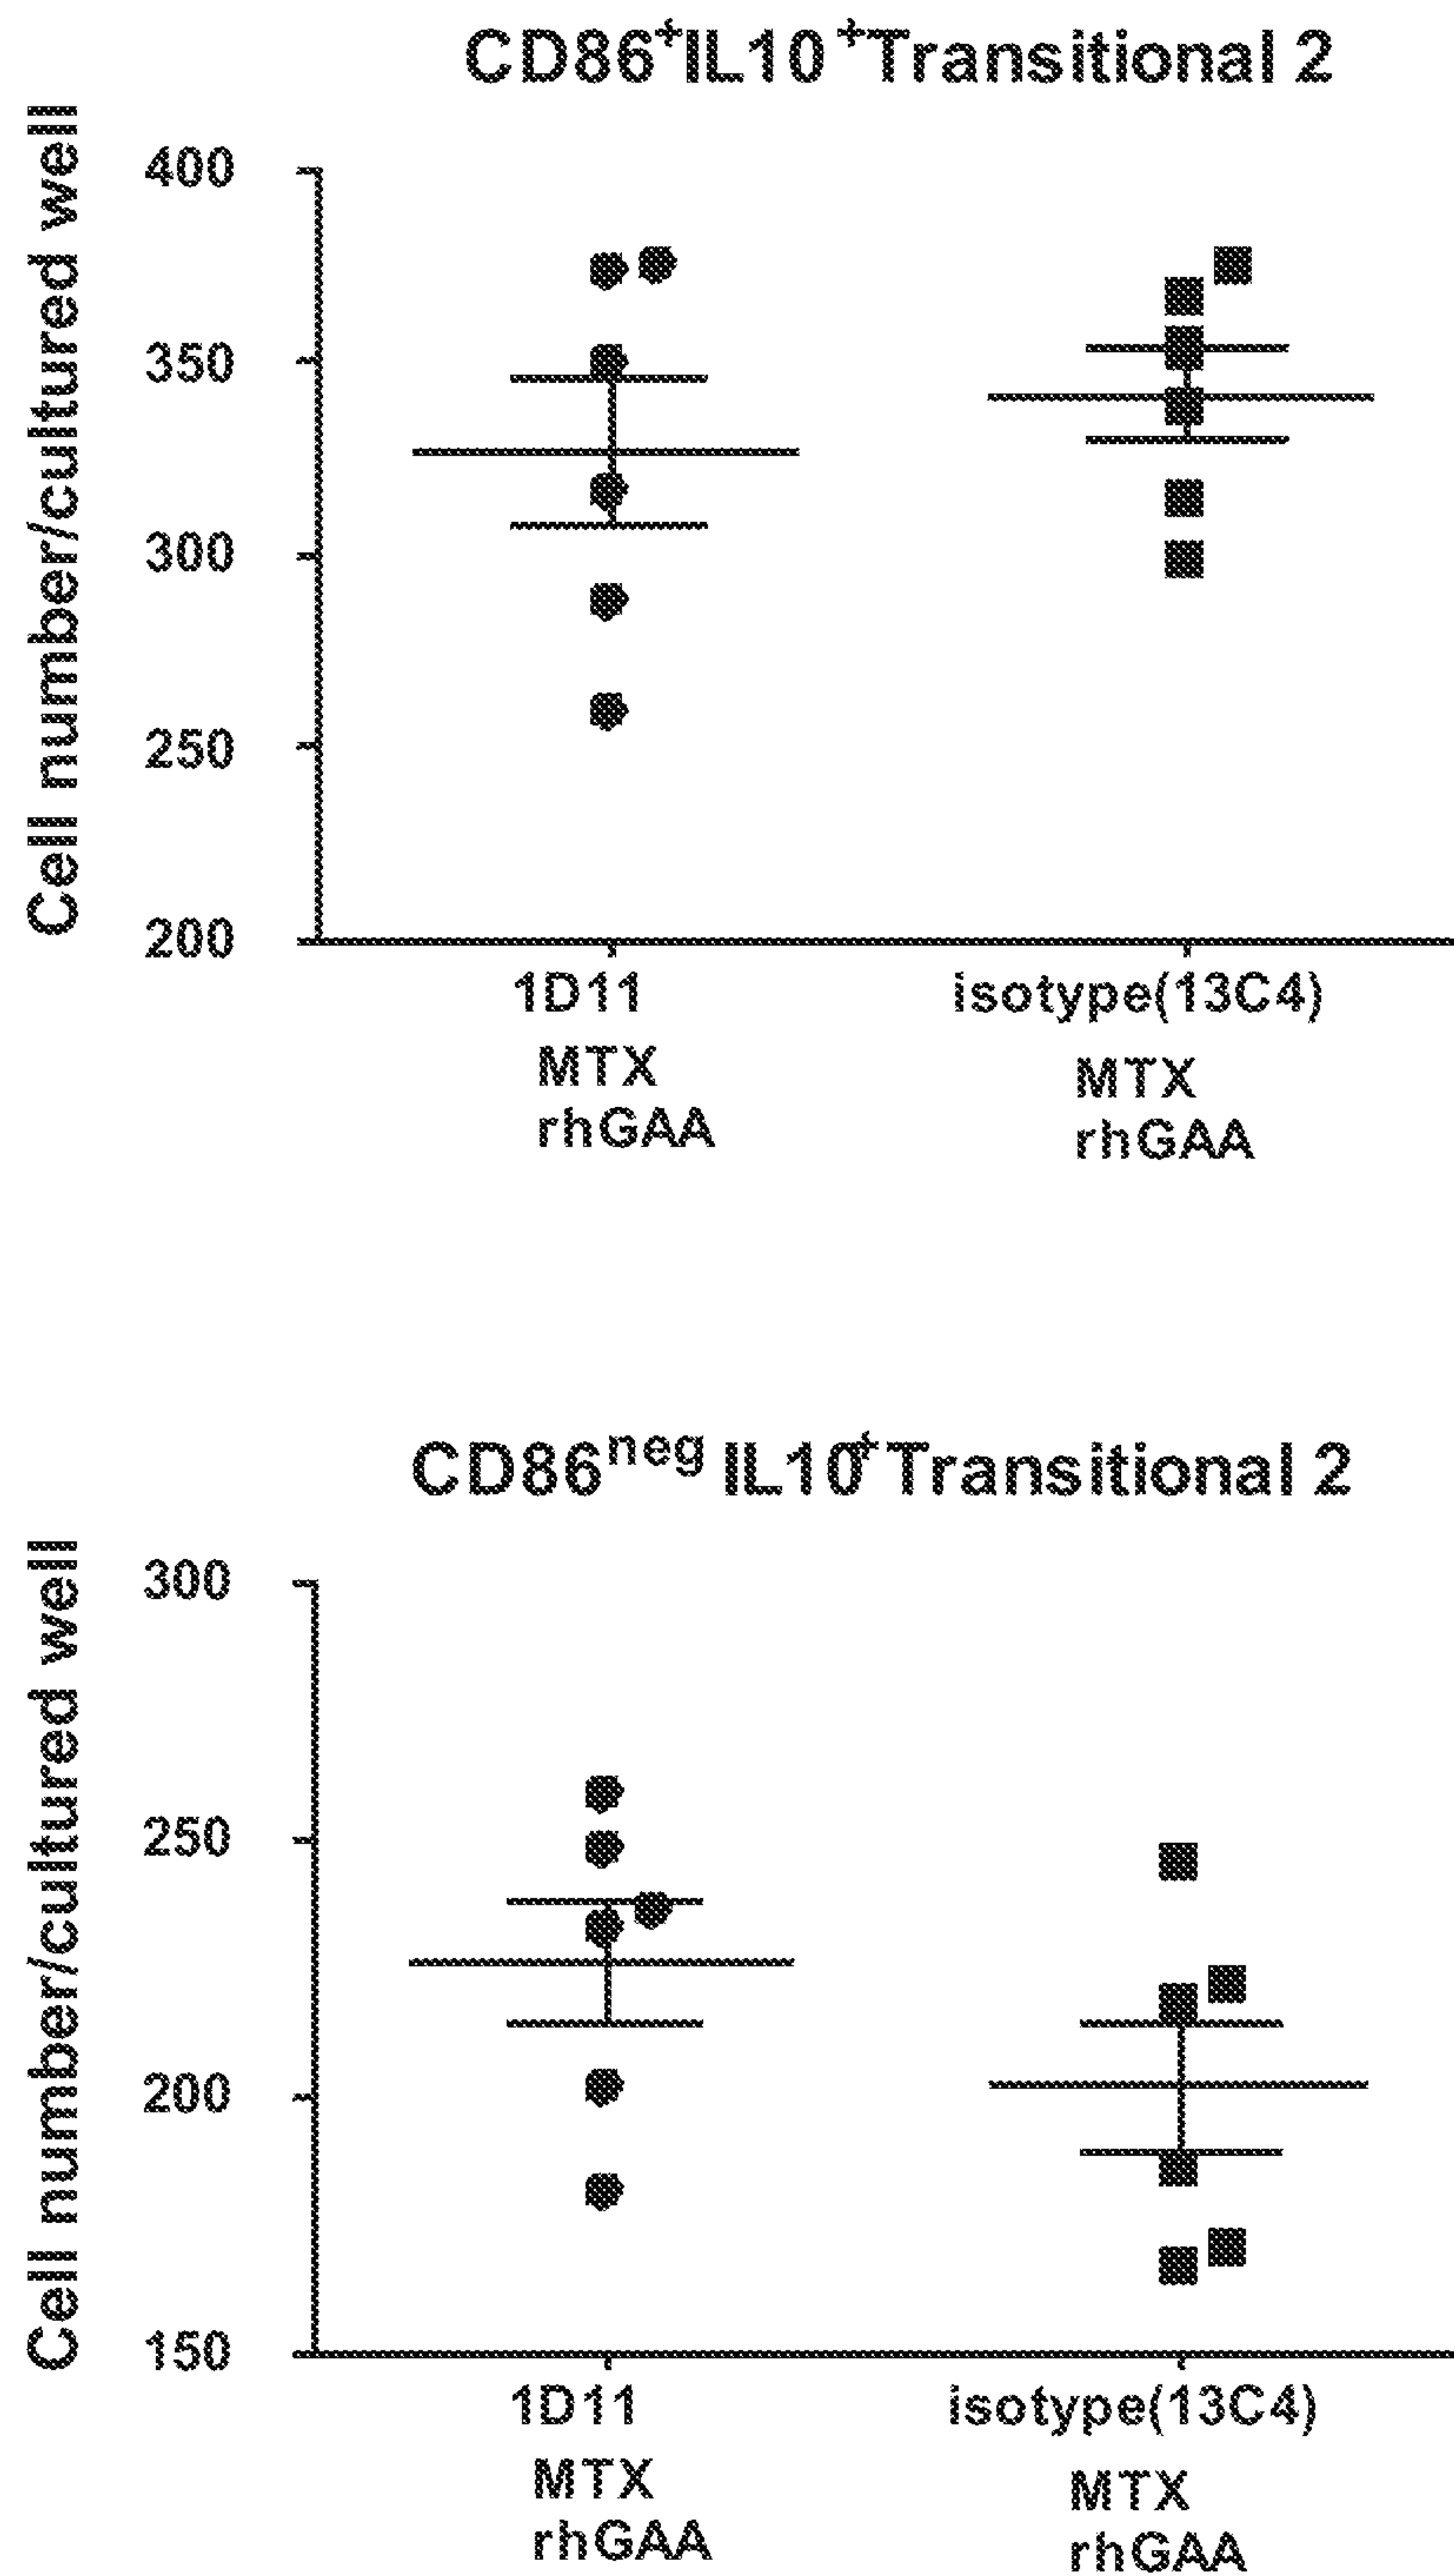 CD86+IL10+Transitional 2
Cell number/cultured well
400
350
300
250
200
1D11
MTX
rhGAA
isotype(13C4)
MTX
rhGAA
CD86neg IL10+Transitional 2
Cell number/cultured well
300
250
200
150
1D11
MTX
rhGAA
isotype(13C4)
MTX
rhGAA